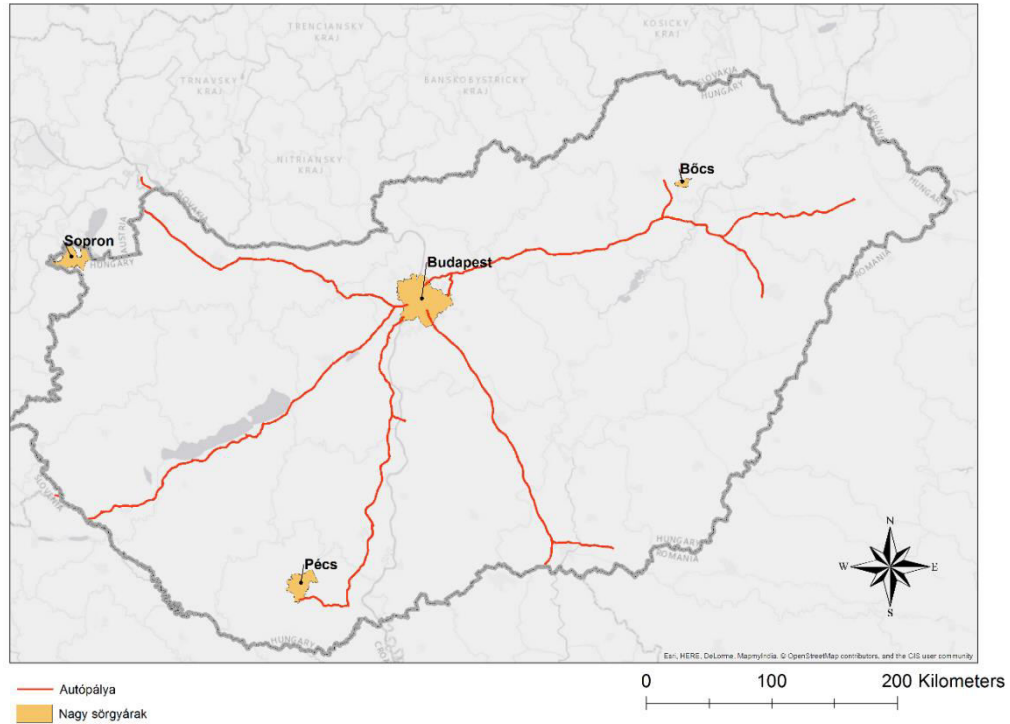 TRENCIANSKY
KRAJ
KOSICKY
KRAJ
TRNAVSKY
KRAJ
BANSKOBYSTRICKY
KRAJ
SLOVAKIA
HUNGARY
UKRAINE
NITRIANSKY
KRAJ
HUNGARY
SLOVAKIA
Bőcs
Sopron
AUSTRIA
HUNGARY
Budapest
ROMANIA
SLOVENIA
HUNGARY
ROMANIA
Pécs
HUNGARY
N
W
E
S
Esri, HERE, DeLorme, MapmyIndia, © OpenStreetMap contributors, and the GIS user community
Autópálya
Nagy sörgyárak
0 100 200 Kilometers